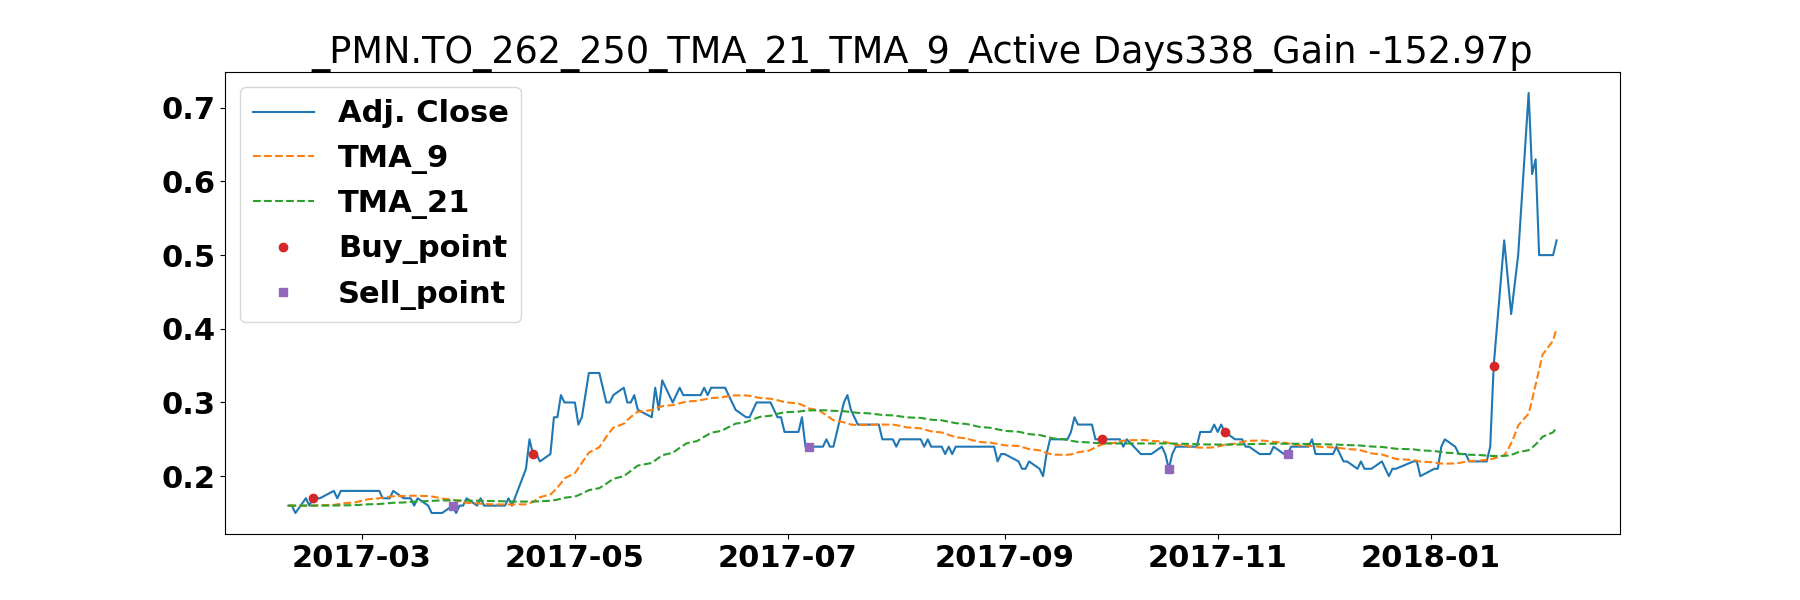 _PMN.TO_262_250_TMA_21_TMA_9_Active Days338_Gain -152.97p
Adj. Close
TMA_9
TMA_21
Buy_point
Sell_point
0.7
0.6
0.5
0.4
0.3
0.2
2017-03 2017-05 2017-07 2017-09 2017-11 2018-01